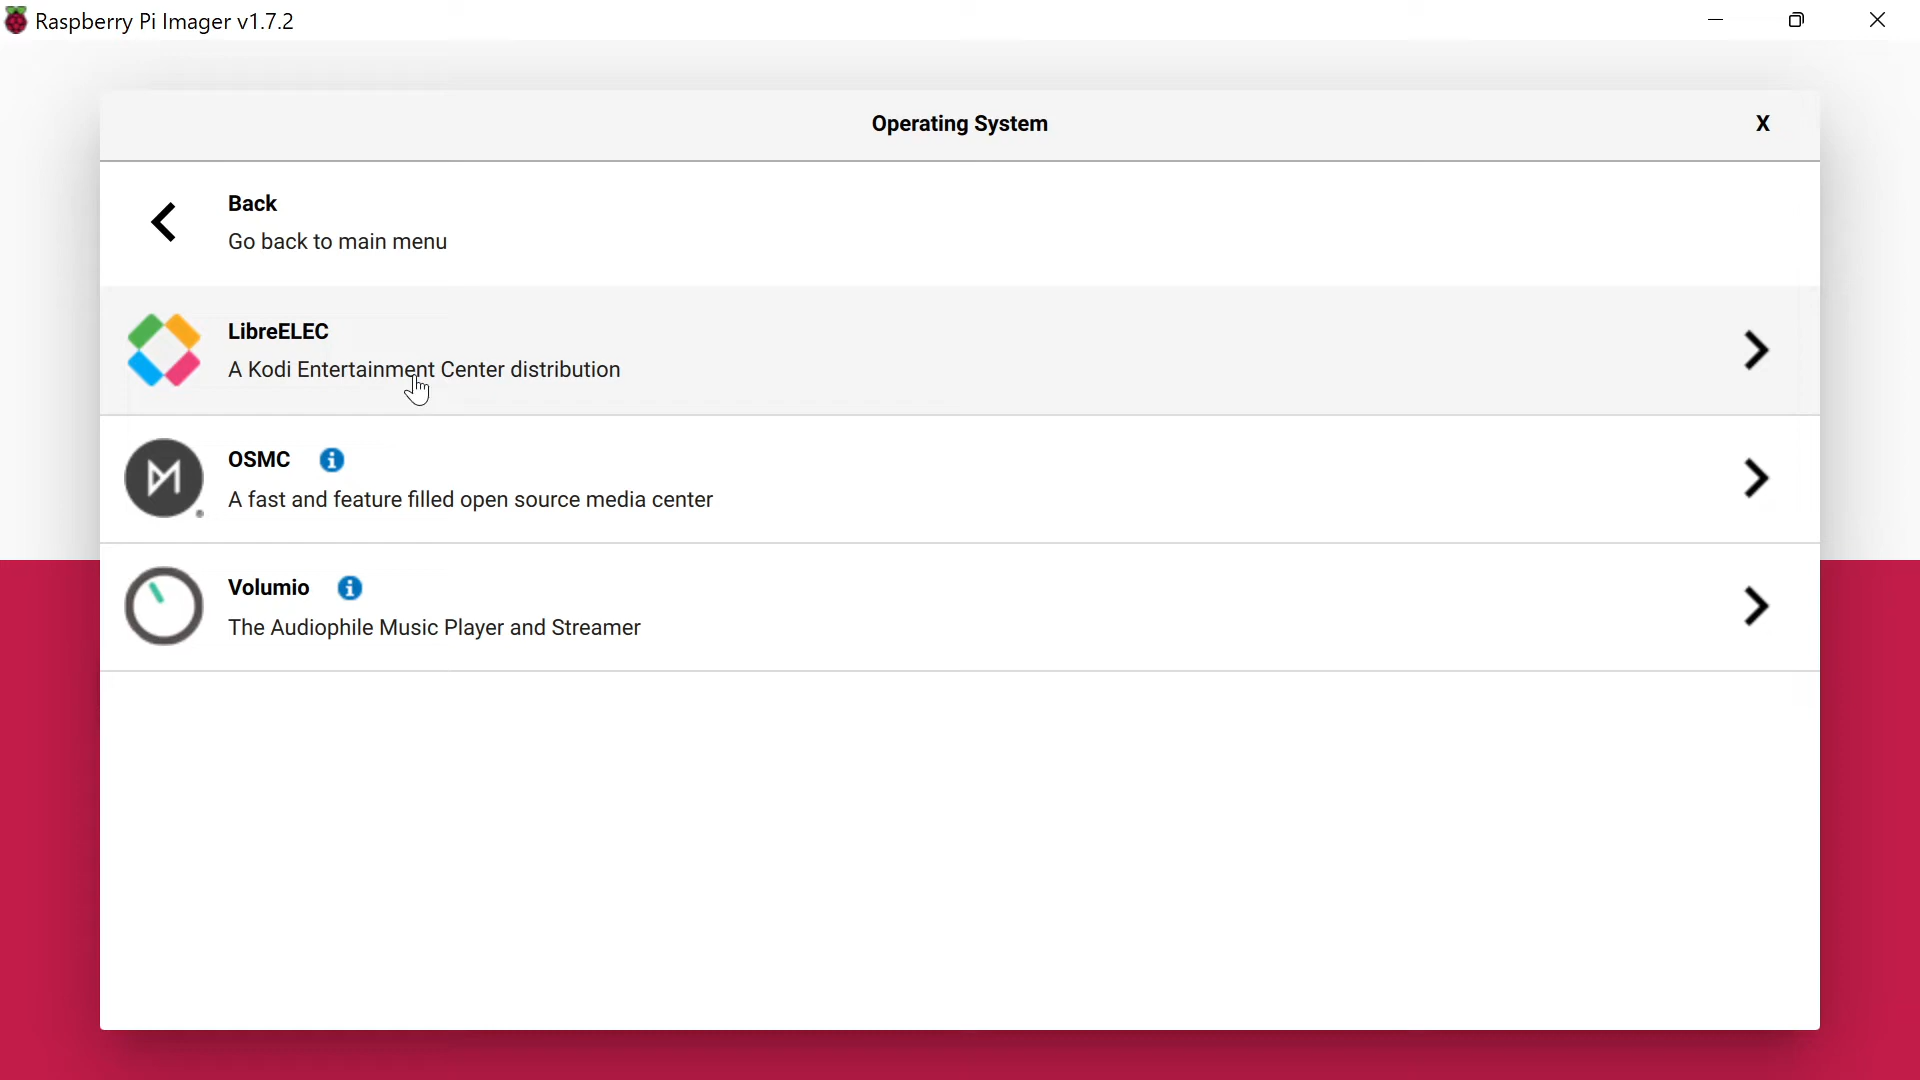 Raspberry Pi Imager v1.7.2
Operating System
X
Back
Go back to main menu
LibreELEC
A Kodi Entertainment Center distribution
OSMC
A fast and feature filled open source media center
Volumio
The Audiophile Music Player and Streamer